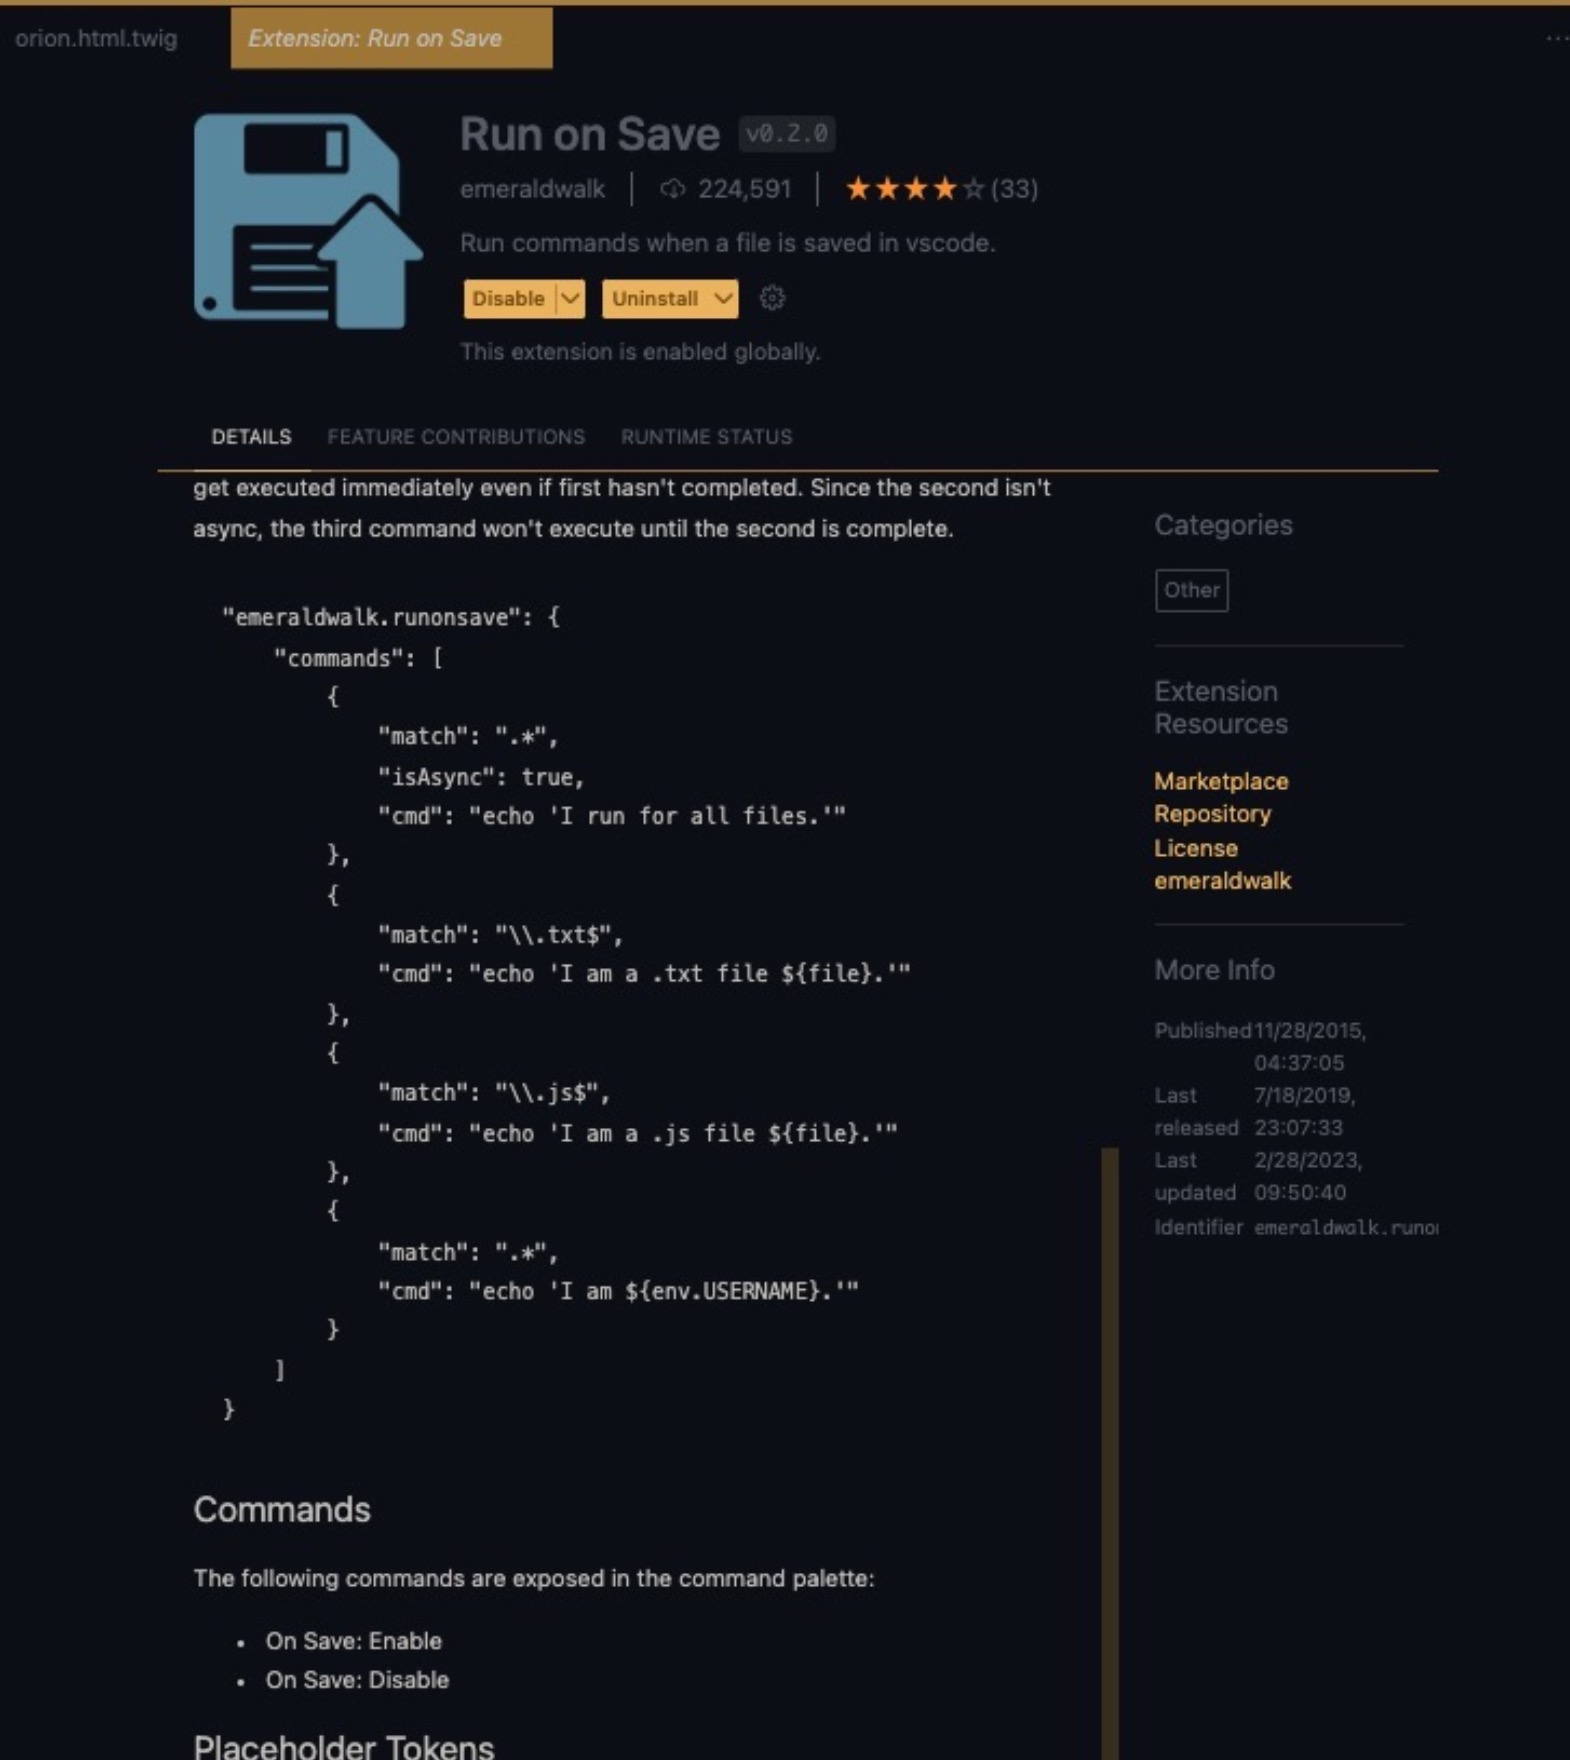 orion.html.twig
Extension: Run on Save
Run on Save v0.2.0
emeraldwalk 224,591 (33)
Run commands when a file is saved in vscode.
Disable Uninstall
This extension is enabled globally.
DETAILS FEATURE CONTRIBUTIONS RUNTIME STATUS
get executed immediately even if first hasn't completed. Since the second isn't
async, the third command won't execute until the second is complete.
"emeraldwalk.runonsave": {
    "commands": [
        {
            "match": ".*",
            "isAsync": true,
            "cmd": "echo 'I run for all files.'"
        },
        {
            "match": "\\.txt$",
            "cmd": "echo 'I am a .txt file ${file}.'"
        },
        {
            "match": "\\.js$",
            "cmd": "echo 'I am a .js file ${file}.'"
        },
        {
            "match": ".*",
            "cmd": "echo 'I am ${env.USERNAME}.'"
        }
    ]
}
Commands
The following commands are exposed in the command palette:
• On Save: Enable
• On Save: Disable
Placeholder Tokens
Categories
Other
Extension
Resources
Marketplace
Repository
License
emeraldwalk
More Info
Published 11/28/2015,
04:37:05
Last 7/18/2019,
released 23:07:33
Last 2/28/2023,
updated 09:50:40
Identifier emeraldwalk.runo